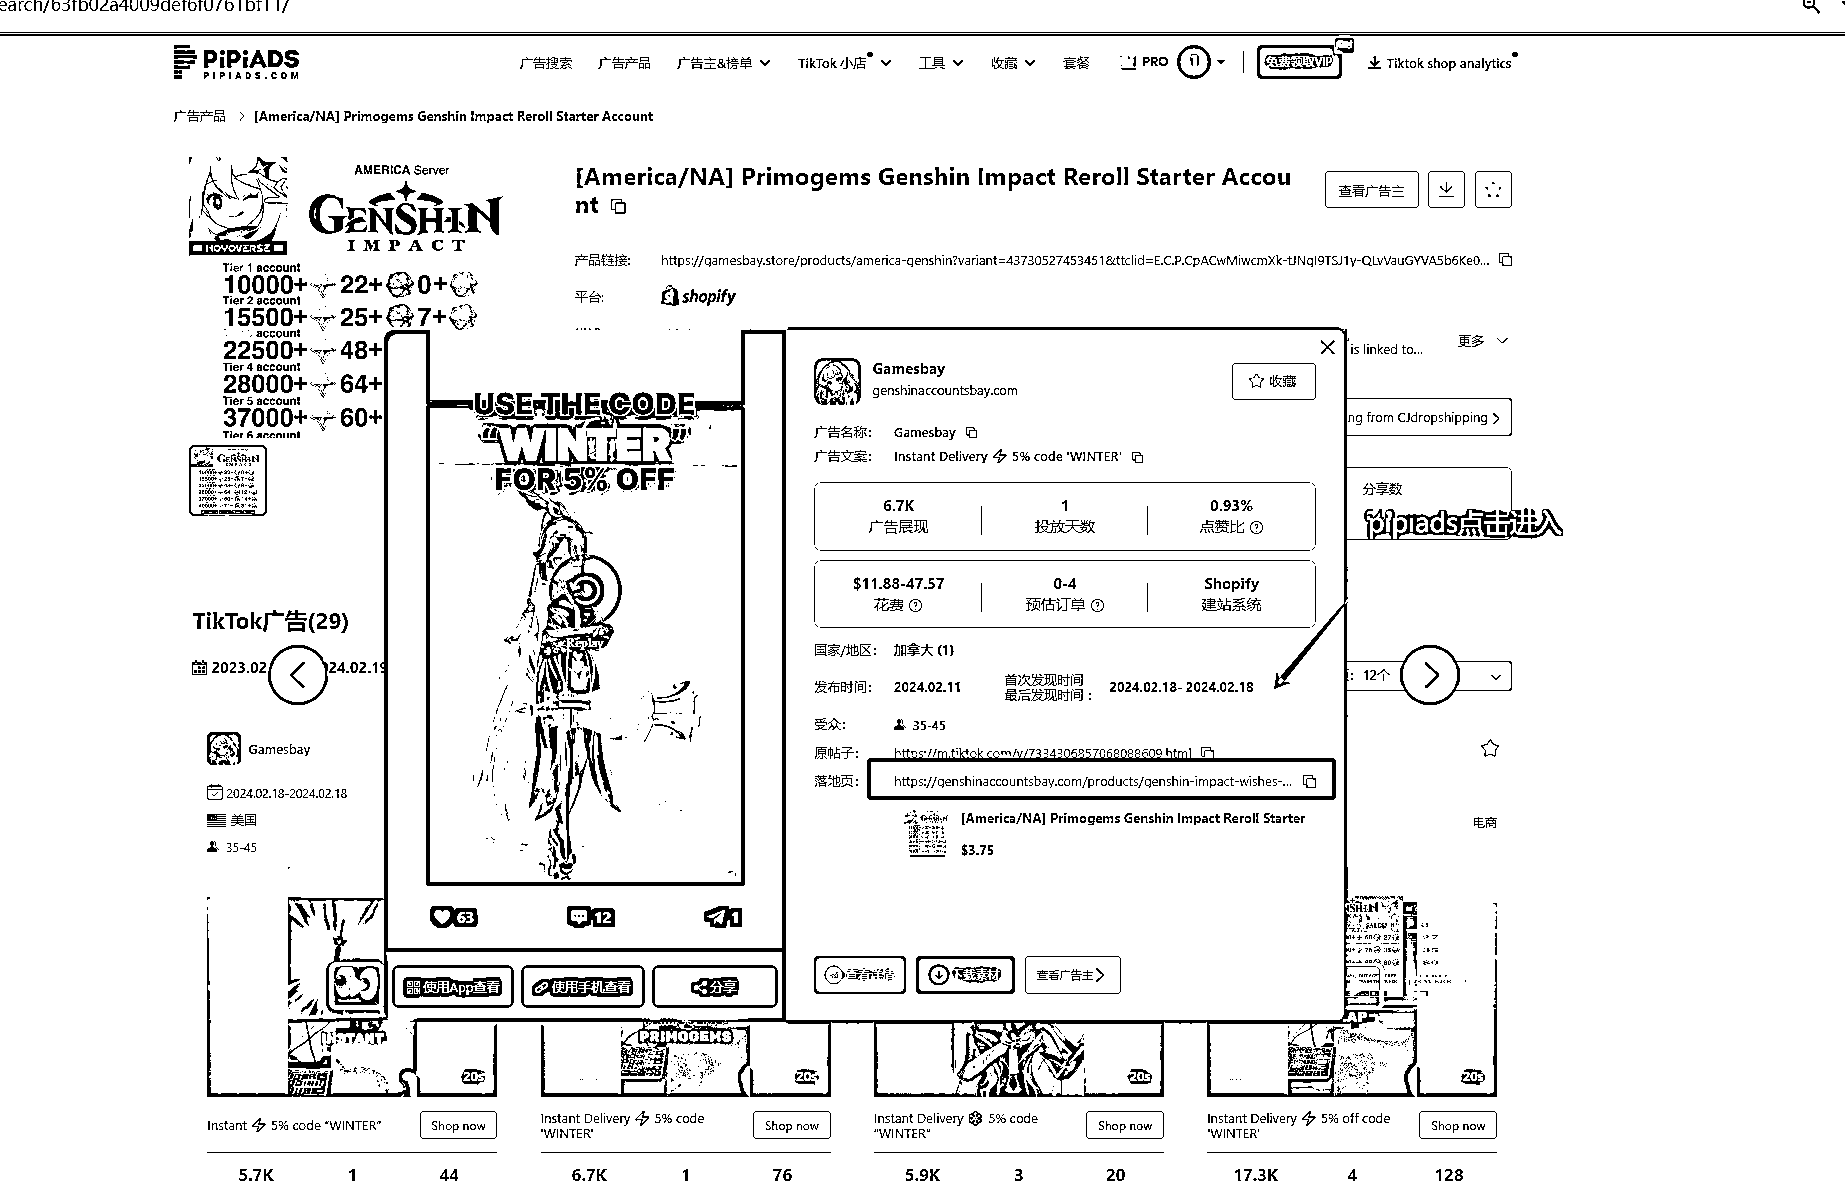 earch/63fb02a4009def6f0761bf11/
PiPiADS
PIPIADS.COM
广告搜索
广告产品
广告主&榜单
TikTok 小店
工具
收藏
套餐
PRO
免费领取VIP
Tiktok shop analytics
广告产品 > [America/NA] Primogems Genshin Impact Reroll Starter Account
AMERICA Server
GENSHIN
IMPACT
HOYOVERSE
Tier 1 account
10000+ 22+ 0+
Tier 2 account
15500+ 25+ 7+
account
22500+ 48+
Tier 4 account
28000+ 64+
Tier 5 account
37000+ 60+
Tier 6 account
[America/NA] Primogems Genshin Impact Reroll Starter Accou
nt
查看广告主
产品链接: https://gamesbay.store/products/america-genshin?variant=43730527453451&ttclid=E.C.P.CpACwMiwcmXk-tJNqI9TSJ1y-QLvVauGYVA5b6Ke0...
平台: shopify
is linked to...
更多
ng from CJdropshipping >
分享数
pipiads点击进入
TikTok广告(29)
2023.02
24.02.19
12个
Gamesbay
2024.02.18-2024.02.18
美国
35-45
电商
USE THE CODE
"WINTER"
FOR 5% OFF
63
12
1
使用App查看
使用手机查看
分享
Gamesbay
genshinaccountsbay.com
收藏
广告名称: Gamesbay
广告文案: Instant Delivery ⚡ 5% code 'WINTER'
6.7K
广告展现
1
投放天数
0.93%
点赞比
$11.88-47.57
花费
0-4
预估订单
Shopify
建站系统
国家/地区: 加拿大 (1)
发布时间: 2024.02.11
首次发现时间
最后发现时间: 2024.02.18- 2024.02.18
受众: 35-45
原帖子: https://m.tiktok.com/v/7334306857068088609.html
落地页: https://genshinaccountsbay.com/products/genshin-impact-wishes-...
[America/NA] Primogems Genshin Impact Reroll Starter
$3.75
下载素材
查看广告主 >
INSTANT
PRIMOGEMS
20s
20s
20s
20s
Instant ⚡ 5% code "WINTER"
Shop now
Instant Delivery ⚡ 5% code
'WINTER'
Shop now
Instant Delivery ❄ 5% code
"WINTER"
Shop now
Instant Delivery ⚡ 5% off code
'WINTER'
Shop now
5.7K 1 44
6.7K 1 76
5.9K 3 20
17.3K 4 128